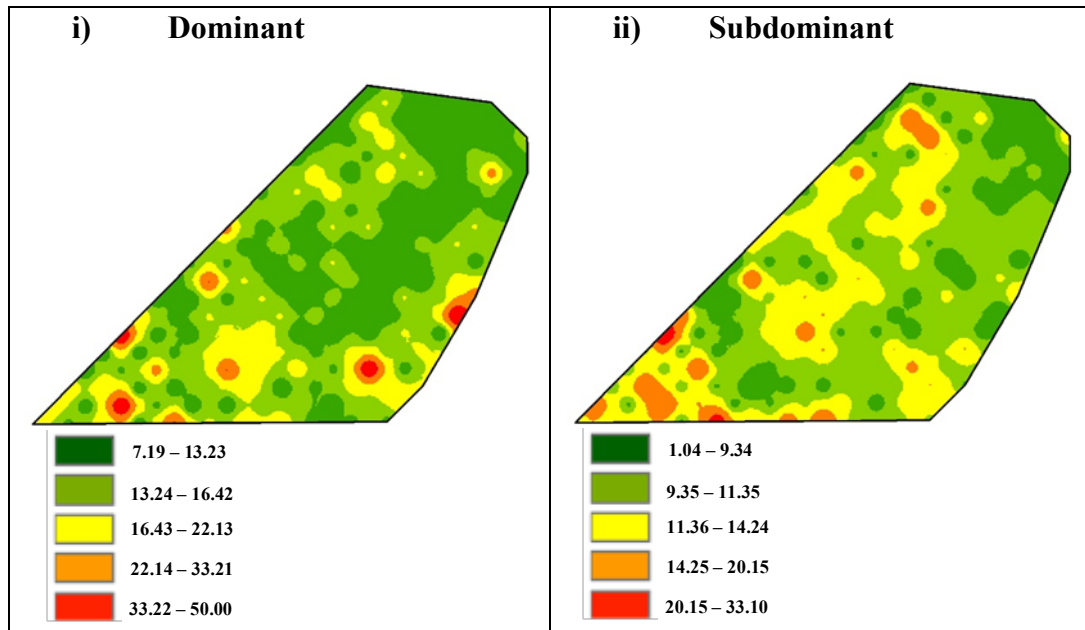 i) Dominant
ii) Subdominant
7.19 – 13.23
13.24 – 16.42
16.43 – 22.13
22.14 – 33.21
33.22 - 50.00
1.04 – 9.34
9.35 – 11.35
11.36 – 14.24
14.25 – 20.15
20.15 – 33.10